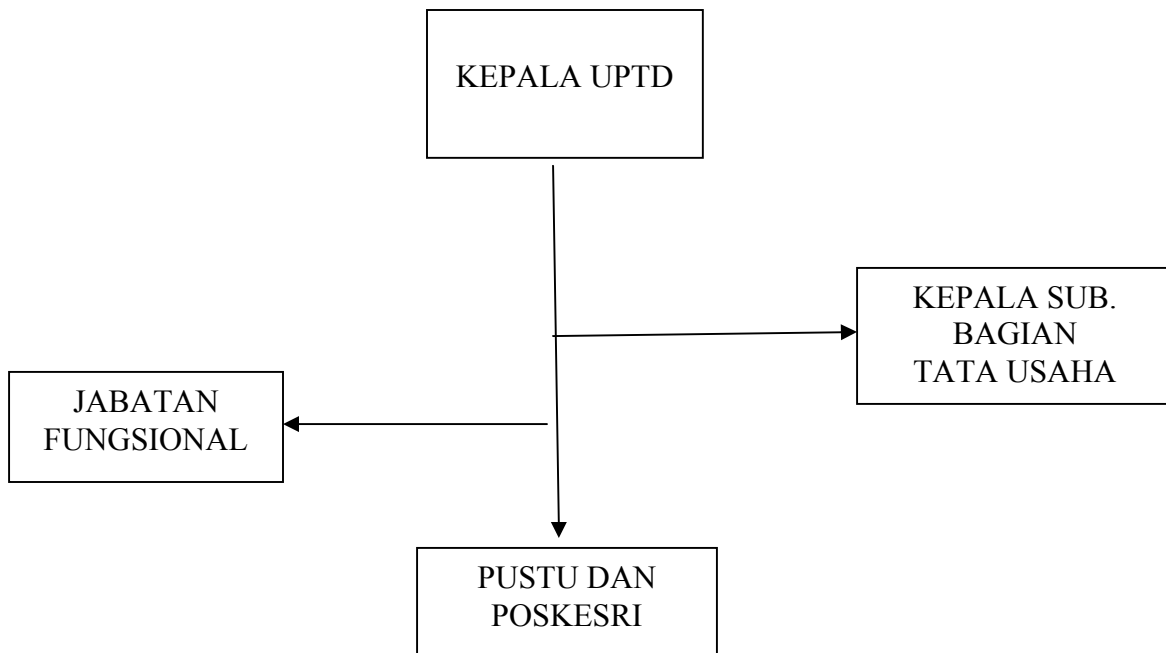 KEPALA UPTD
KEPALA SUB.
BAGIAN
TATA USAHA
JABATAN
FUNGSIONAL
PUSTU DAN
POSKESRI